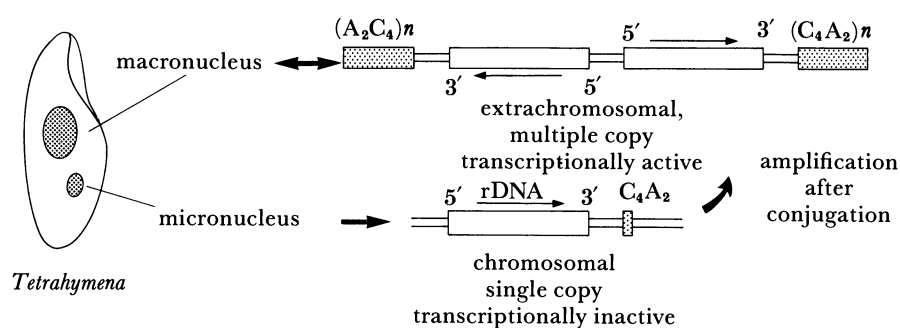 (A₂C₄)n 5′ 3′ (C₄A₂)n
macronucleus
3′ 5′
extrachromosomal,
multiple copy
transcriptionally active
amplification
after
conjugation
5′ rDNA 3′ C₄A₂
micronucleus
chromosomal
single copy
transcriptionally inactive
Tetrahymena